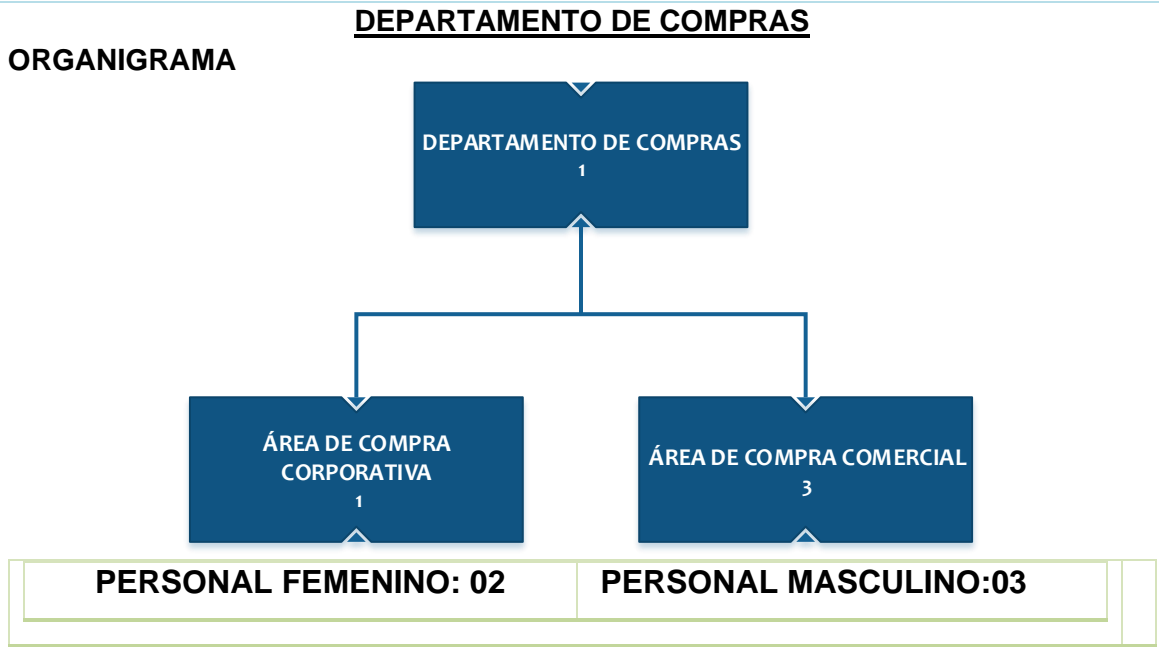 DEPARTAMENTO DE COMPRAS
ORGANIGRAMA
DEPARTAMENTO DE COMPRAS
1
ÁREA DE COMPRA
CORPORATIVA
1
ÁREA DE COMPRA COMERCIAL
3
PERSONAL FEMENINO: 02
PERSONAL MASCULINO:03